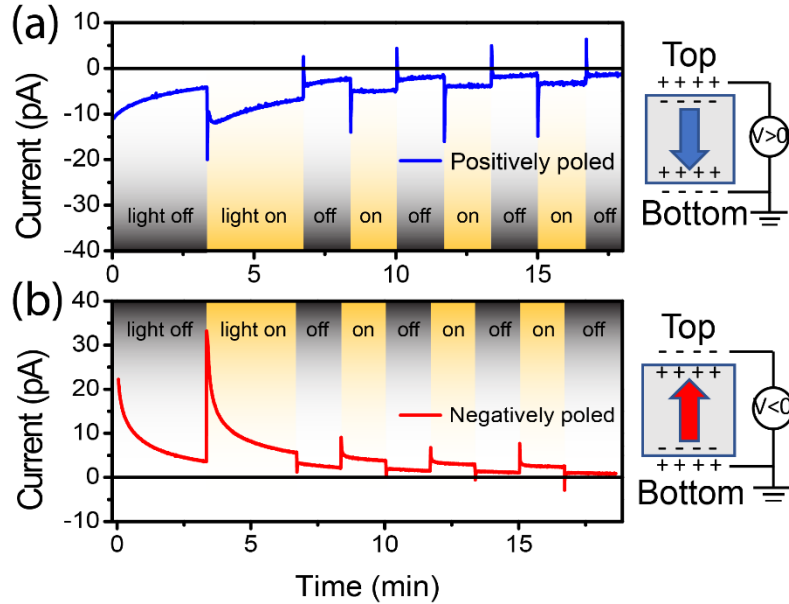 (a)
10
0
-10
-20
-30
-40
Current (pA)
Positively poled
light off light on off on off on off on off
0 5 10 15
Top
+ + + +
- - - -
V>0
+ + + +
- - - -
Bottom
(b)
40
30
20
10
0
-10
Current (pA)
light off light on off on off on off on off
Negatively poled
0 5 10 15
Time (min)
Top
- - - -
+ + + +
V<0
- - - -
+ + + +
Bottom